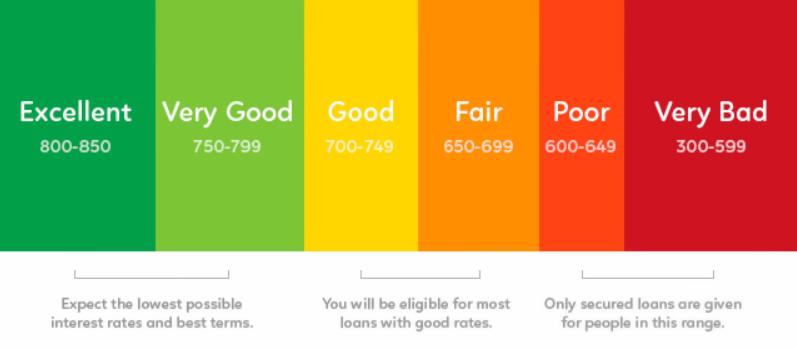 Excellent
800-850
Very Good
750-799
Good
700-749
Fair
650-699
Poor
600-649
Very Bad
300-599
Expect the lowest possible
interest rates and best terms.
You will be eligible for most
loans with good rates.
Only secured loans are given
for people in this range.